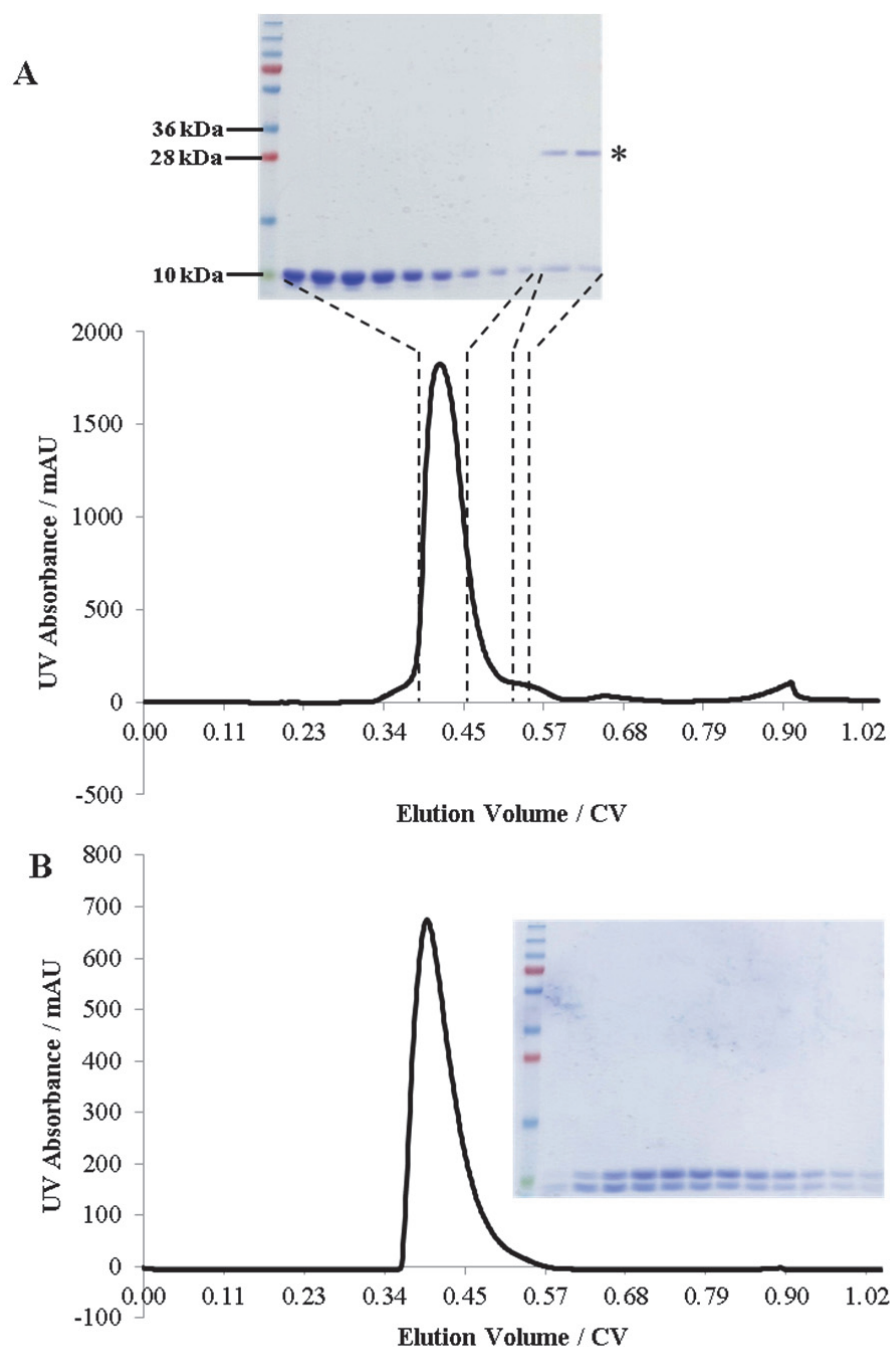 A
36 kDa
28 kDa
*
10 kDa
2000
1500
1000
500
0
-500
UV Absorbance / mAU
0.00 0.11 0.23 0.34 0.45 0.57 0.68 0.79 0.90 1.02
Elution Volume / CV
B
800
700
600
500
400
300
200
100
0
-100
UV Absorbance / mAU
0.00 0.11 0.23 0.34 0.45 0.57 0.68 0.79 0.90 1.02
Elution Volume / CV